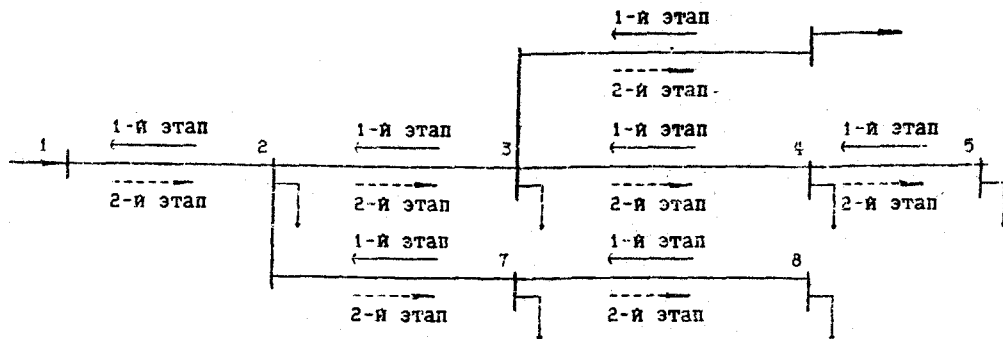 1-й этап
2-й этап
1 1-й этап 2 1-й этап 3 1-й этап 4 1-й этап 5
2-й этап 2-й этап 2-й этап 2-й этап
1-й этап 7 1-й этап 8
2-й этап 2-й этап